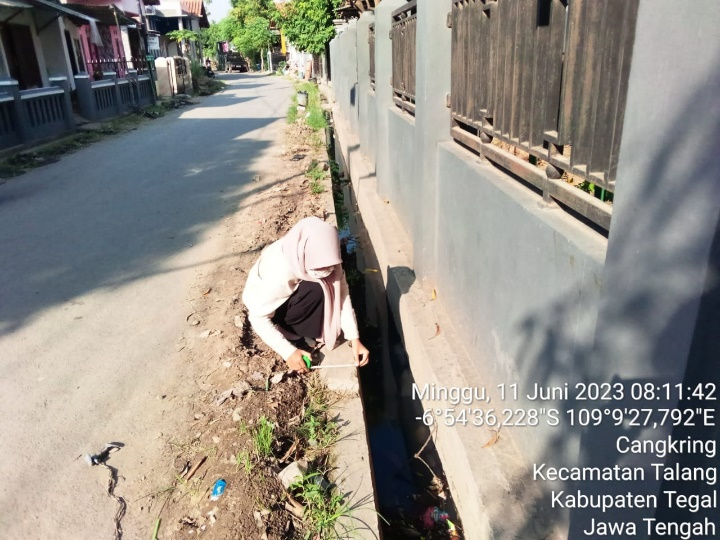 Minggu, 11 Juni 2023 08:11:42
-6°54'36,228"S 109°9'27,792"E
Cangkring
Kecamatan Talang
Kabupaten Tegal
Jawa Tengah